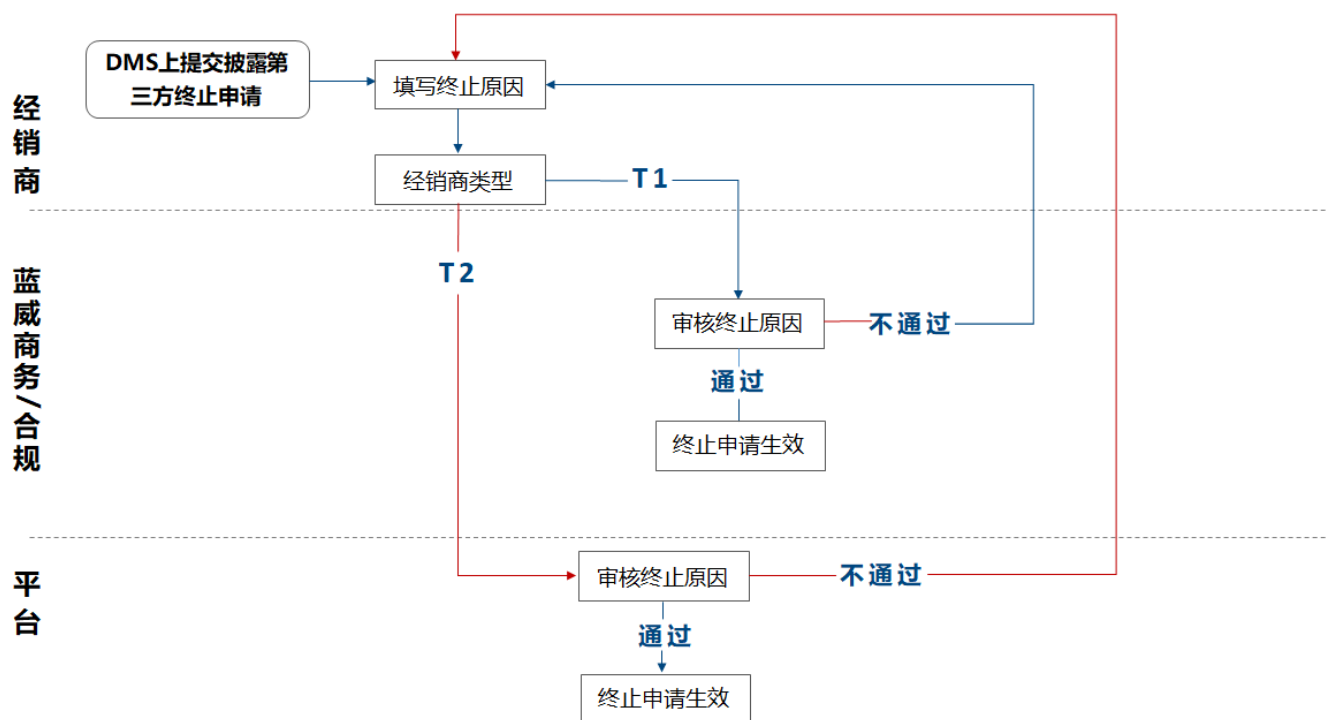 经销商
DMS上提交披露第
三方终止申请
填写终止原因
经销商类型
T1
T2
蓝威商务/合规
审核终止原因
不通过
通过
终止申请生效
平台
审核终止原因
不通过
通过
终止申请生效